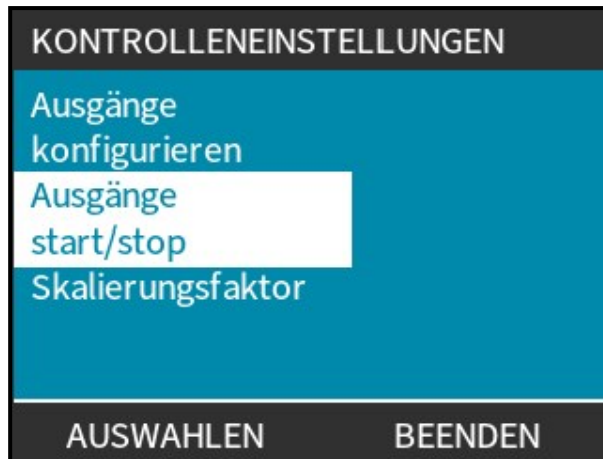 KONTROLLENEINSTELLUNGEN
Ausgänge
konfigurieren
Ausgänge
start/stop
Skalierungsfaktor
AUSWAHLEN BEENDEN